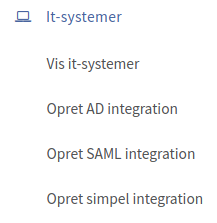 It-systemer
Vis it-systemer
Opret AD integration
Opret SAML integration
Opret simpel integration